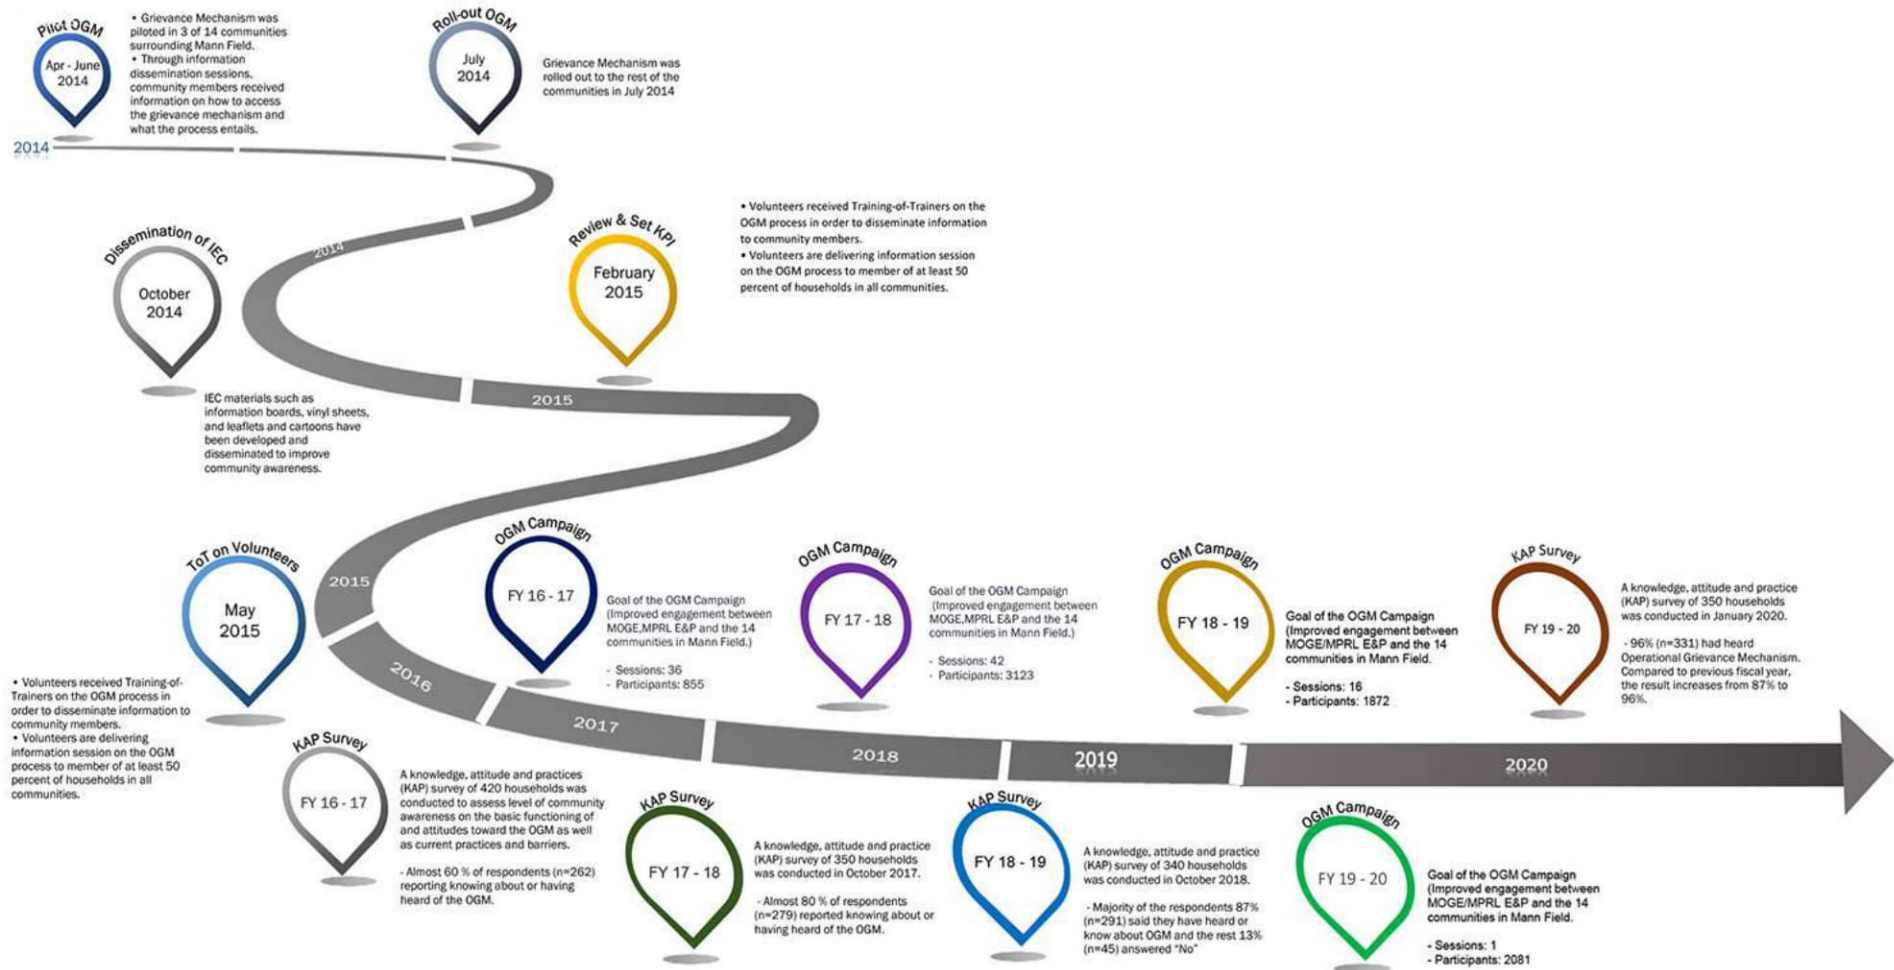 Pilot OGM
Apr - June
2014
• Grievance Mechanism was
piloted in 3 of 14 communities
surrounding Mann Field.
• Through information
dissemination sessions,
community members received
information on how to access
the grievance mechanism and
what the process entails.
Roll-out OGM
July
2014
Grievance Mechanism was
rolled out to the rest of the
communities in July 2014
2014
2014
Dissemination of IEC
October
2014
IEC materials such as
information boards, vinyl sheets,
and leaflets and cartoons have
been developed and
disseminated to improve
community awareness.
Review & Set KPI
February
2015
• Volunteers received Training-of-Trainers on the
OGM process in order to disseminate information
to community members.
• Volunteers are delivering information session
on the OGM process to member of at least 50
percent of households in all communities.
2015
2015
ToT on Volunteers
May
2015
• Volunteers received Training-of-
Trainers on the OGM process in
order to disseminate information to
community members.
• Volunteers are delivering
information session on the OGM
process to member of at least 50
percent of households in all
communities.
OGM Campaign
FY 16 - 17
Goal of the OGM Campaign
(Improved engagement between
MOGE,MPRL E&P and the 14
communities in Mann Field.)
- Sessions: 36
- Participants: 855
OGM Campaign
FY 17 - 18
Goal of the OGM Campaign
(Improved engagement between
MOGE,MPRL E&P and the 14
communities in Mann Field.)
- Sessions: 42
- Participants: 3123
OGM Campaign
FY 18 - 19
Goal of the OGM Campaign
(Improved engagement between
MOGE/MPRL E&P and the 14
communities in Mann Field.
- Sessions: 16
- Participants: 1872
KAP Survey
FY 19 - 20
A knowledge, attitude and practice
(KAP) survey of 350 households
was conducted in January 2020.
- 96% (n=331) had heard
Operational Grievance Mechanism.
Compared to previous fiscal year,
the result increases from 87% to
96%.
2016
2017
2018
2019
2020
KAP Survey
FY 16 - 17
A knowledge, attitude and practices
(KAP) survey of 420 households was
conducted to assess level of community
awareness on the basic functioning of
and attitudes toward the OGM as well
as current practices and barriers.
- Almost 60 % of respondents (n=262)
reporting knowing about or having
heard of the OGM.
KAP Survey
FY 17 - 18
A knowledge, attitude and practice
(KAP) survey of 350 households
was conducted in October 2017.
- Almost 80 % of respondents
(n=279) reported knowing about or
having heard of the OGM.
KAP Survey
FY 18 - 19
A knowledge, attitude and practice
(KAP) survey of 340 households
was conducted in October 2018.
- Majority of the respondents 87%
(n=291) said they have heard or
know about OGM and the rest 13%
(n=45) answered “No”
OGM Campaign
FY 19 - 20
Goal of the OGM Campaign
(Improved engagement between
MOGE/MPRL E&P and the 14
communities in Mann Field.
- Sessions: 1
- Participants: 2081